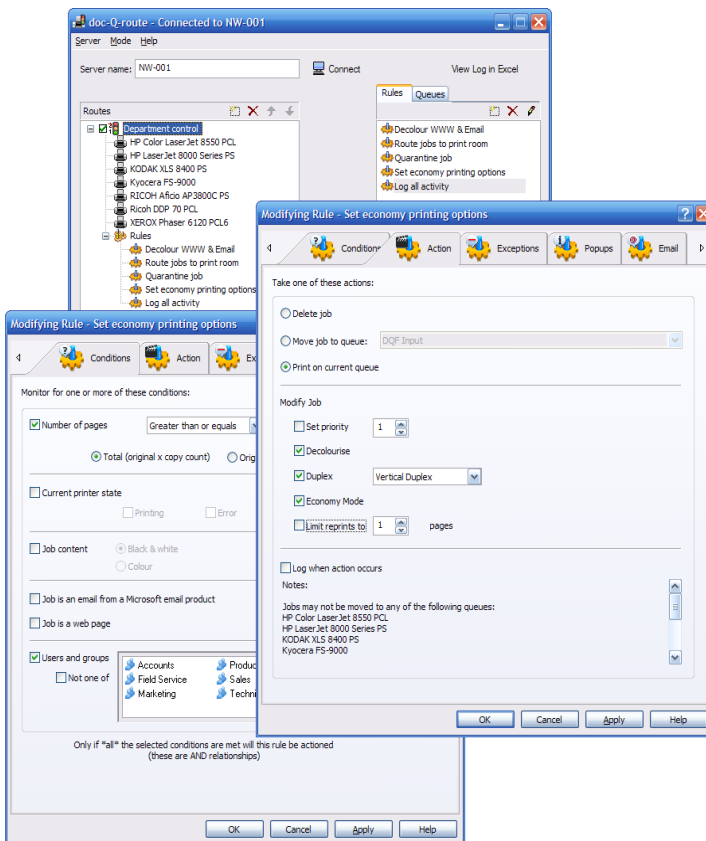 doc-Q-route - Connected to NW-001
Server Mode Help
Server name: NW-001 Connect View Log in Excel
Rules Queues
Routes
Department control
HP Color LaserJet 8550 PCL
HP LaserJet 8000 Series PS
KODAK XLS 8400 PS
Kyocera FS-9000
RICOH Aficio AP3800C PS
Ricoh DDP 70 PCL
XEROX Phaser 6120 PCL6
Rules
Decolour WWW & Email
Route jobs to print room
Quarantine job
Set economy printing options
Log all activity
Decolour WWW & Email
Route jobs to print room
Quarantine job
Set economy printing options
Log all activity
Modifying Rule - Set economy printing options
Conditions Action Exceptions Popups Email
Take one of these actions:
Delete job
Move job to queue: DQF Input
Print on current queue
Modify Job
Set priority 1
Decolourise
Duplex Vertical Duplex
Economy Mode
Limit reprints to 1 pages
Log when action occurs
Notes:
Jobs may not be moved to any of the following queues:
HP Color LaserJet 8550 PCL
HP LaserJet 8000 Series PS
KODAK XLS 8400 PS
Kyocera FS-9000
OK Cancel Apply Help
Modifying Rule - Set economy printing options
Conditions Action Ex
Monitor for one or more of these conditions:
Number of pages Greater than or equals
Total (original x copy count) Orig
Current printer state
Printing Error
Job content Black & white
Colour
Job is an email from a Microsoft email product
Job is a web page
Users and groups
Not one of
Accounts Produc
Field Service Sales
Marketing Techni
Only if "all" the selected conditions are met will this rule be actioned
(these are AND relationships)
OK Cancel Apply Help